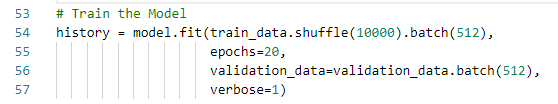 53 # Train the Model
54 history = model.fit(train_data.shuffle(10000).batch(512),
55 epochs=20,
56 validation_data=validation_data.batch(512),
57 verbose=1)